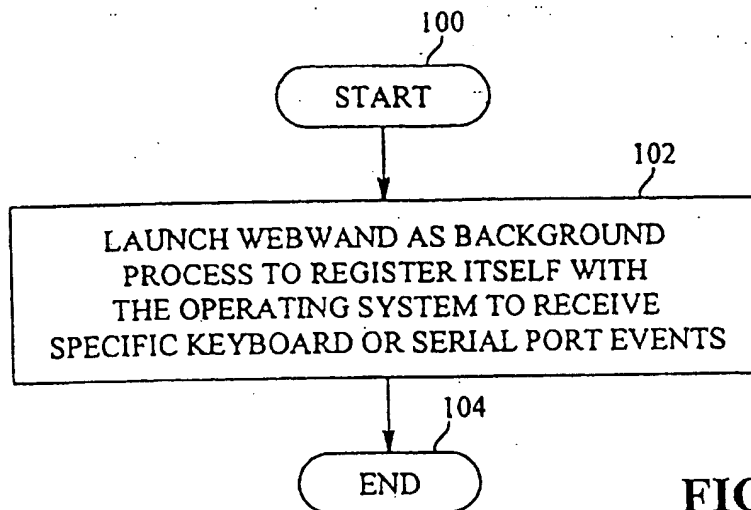 100
START
102
LAUNCH WEBWAND AS BACKGROUND
PROCESS TO REGISTER ITSELF WITH
THE OPERATING SYSTEM TO RECEIVE
SPECIFIC KEYBOARD OR SERIAL PORT EVENTS
104
END
FIG